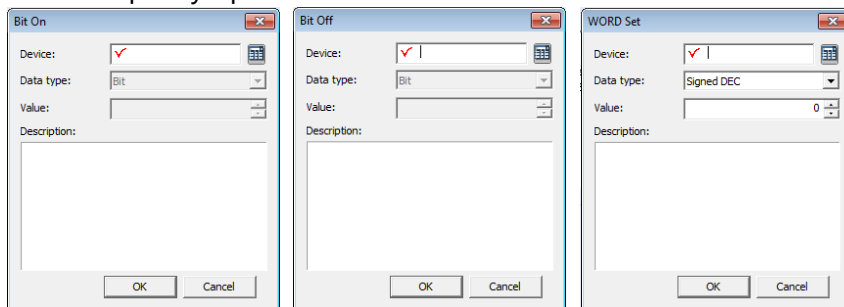 Bit On
Device:
Data type: Bit
Value:
Description:
OK Cancel
Bit Off
Device:
Data type: Bit
Value:
Description:
OK Cancel
WORD Set
Device:
Data type: Signed DEC
Value: 0
Description:
OK Cancel